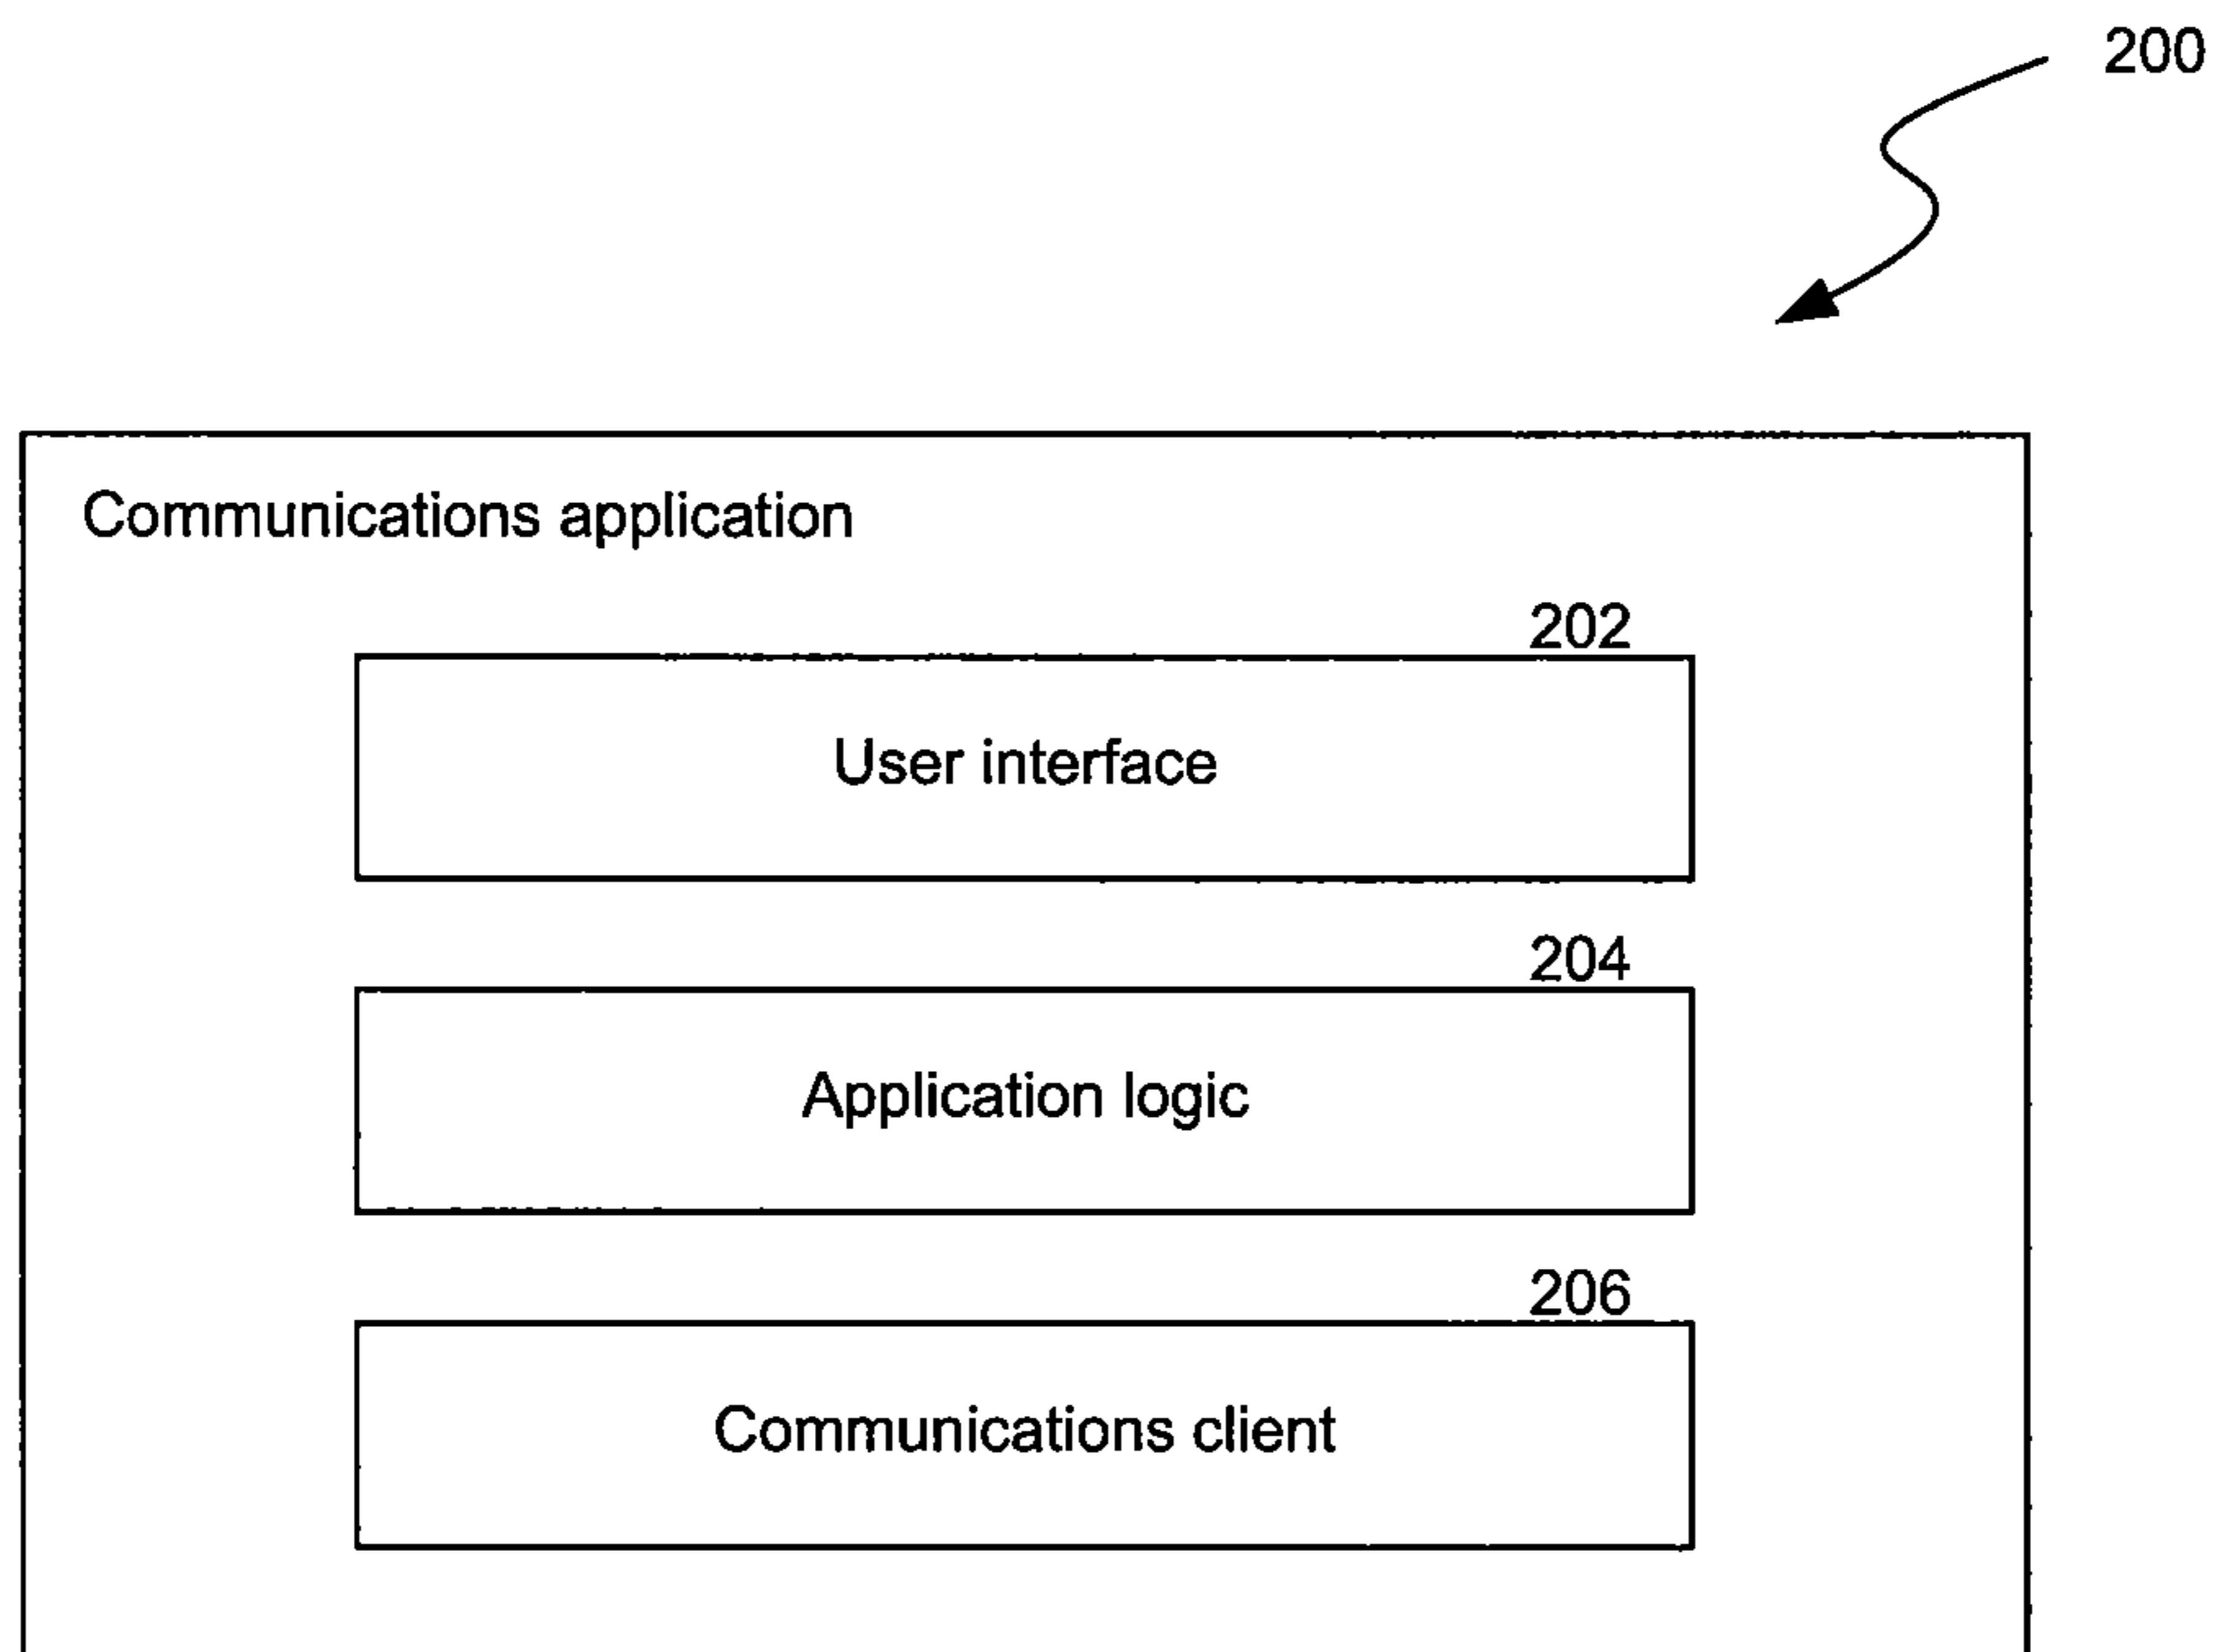 200
Communications application
202
User interface
204
Application logic
206
Communications client